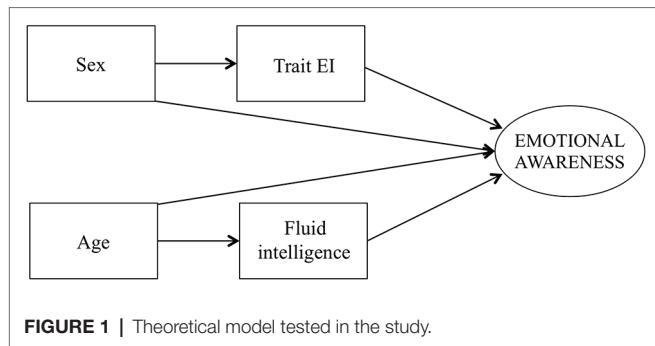 Sex
Trait EI
EMOTIONAL
AWARENESS
Age
Fluid
intelligence
FIGURE 1 | Theoretical model tested in the study.